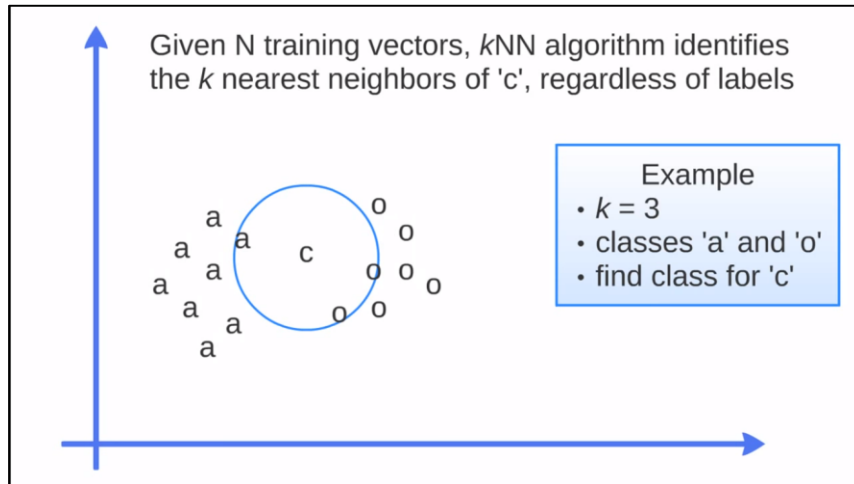 Given N training vectors, kNN algorithm identifies
the k nearest neighbors of 'c', regardless of labels
Example
• k = 3
• classes 'a' and 'o'
• find class for 'c'
o
a
o
a
a
c
a
o
o
a
o
a
o
o
a
a